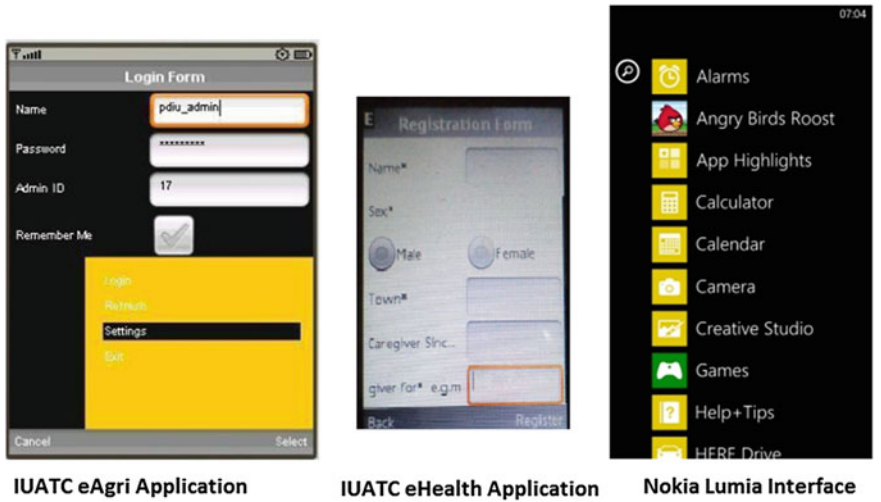 Login Form
Name
pdiu_admin
Password
*********
Admin ID
17
Remember Me
Login
Settings
Exit
Cancel
Select
IUATC eAgri Application
E
Registration Form
Name*
Sex*
Male
Female
Town*
Caregiver Sinc...
giver for* e.g.m
Back
Register
IUATC eHealth Application
07:04
Alarms
Angry Birds Roost
App Highlights
Calculator
Calendar
Camera
Creative Studio
Games
Help+Tips
HERE Drive
Nokia Lumia Interface